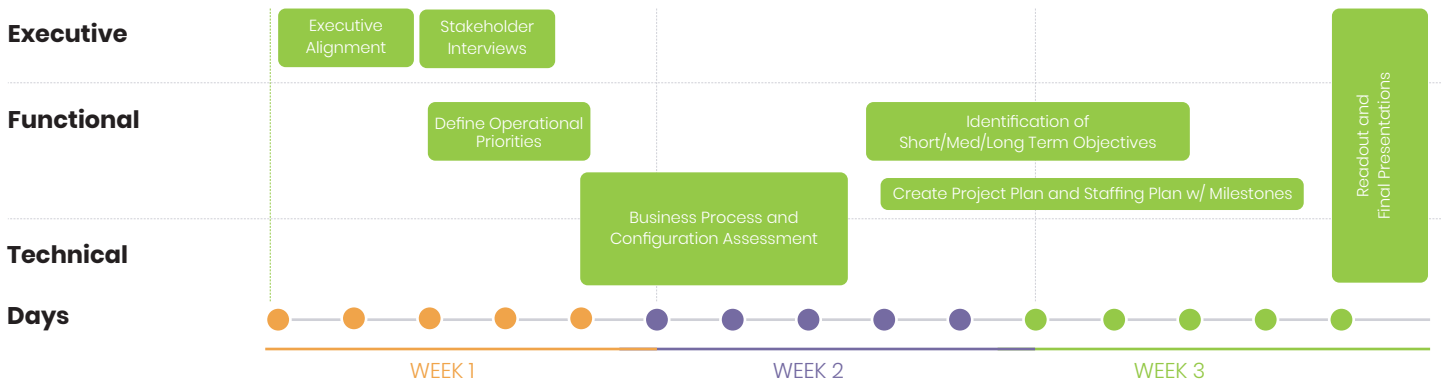 Executive
Executive
Alignment
Stakeholder
Interviews
Functional
Define Operational
Priorities
Identification of
Short/Med/Long Term Objectives
Create Project Plan and Staffing Plan w/ Milestones
Readout and
Final Presentations
Technical
Business Process and
Configuration Assessment
Days
WEEK 1
WEEK 2
WEEK 3